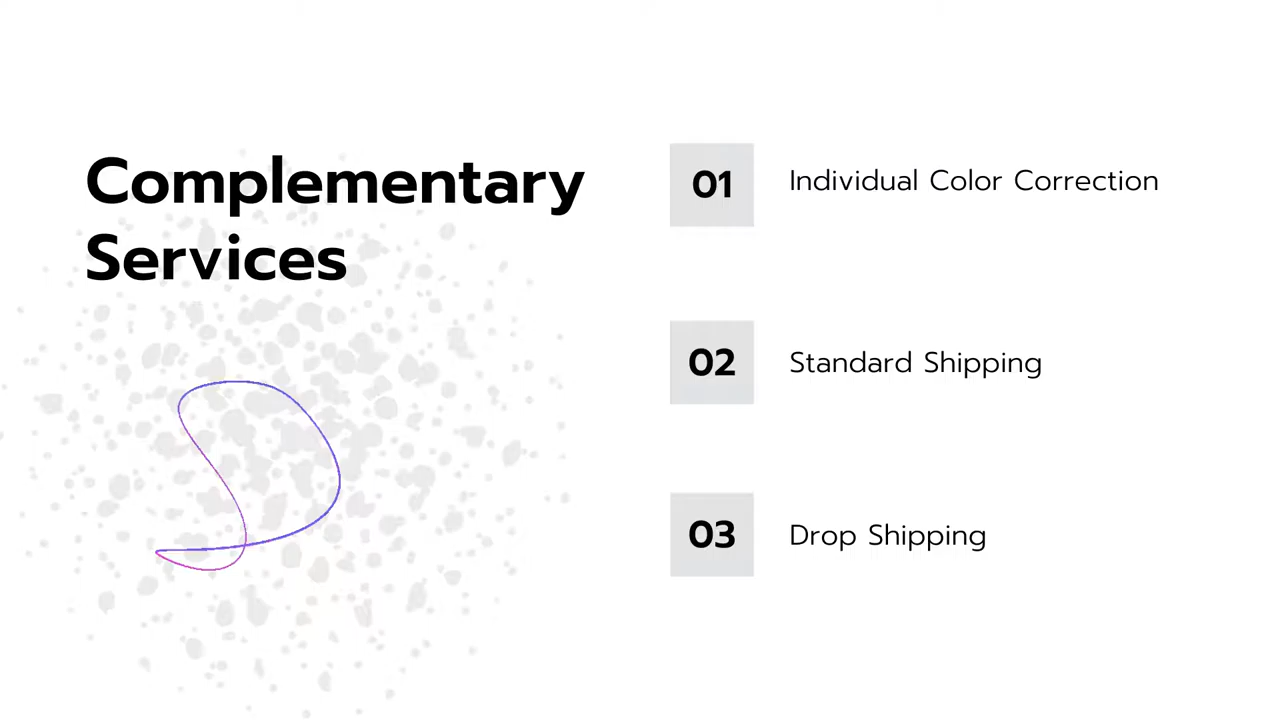 Complementary
Services
01 Individual Color Correction
02 Standard Shipping
03 Drop Shipping